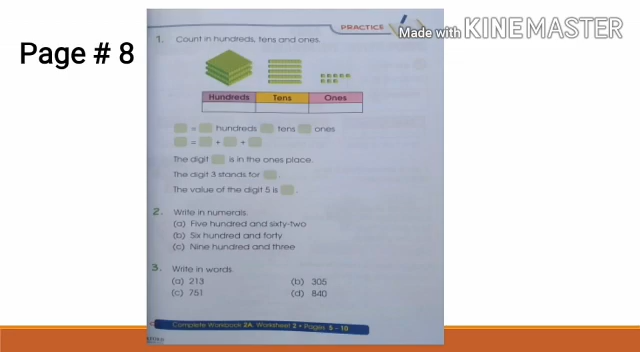 Made with KINEMASTER
Page # 8
PRACTICE
1. Count in hundreds, tens and ones.
Hundreds Tens Ones
= hundreds tens ones
= + +
The digit is in the ones place.
The digit 3 stands for .
The value of the digit 5 is .
2. Write in numerals.
(a) Five hundred and sixty-two
(b) Six hundred and forty
(c) Nine hundred and three
3. Write in words.
(a) 213 (b) 305
(c) 751 (d) 840
Complete Workbook 2A, Worksheet 2 • Pages 5 – 10